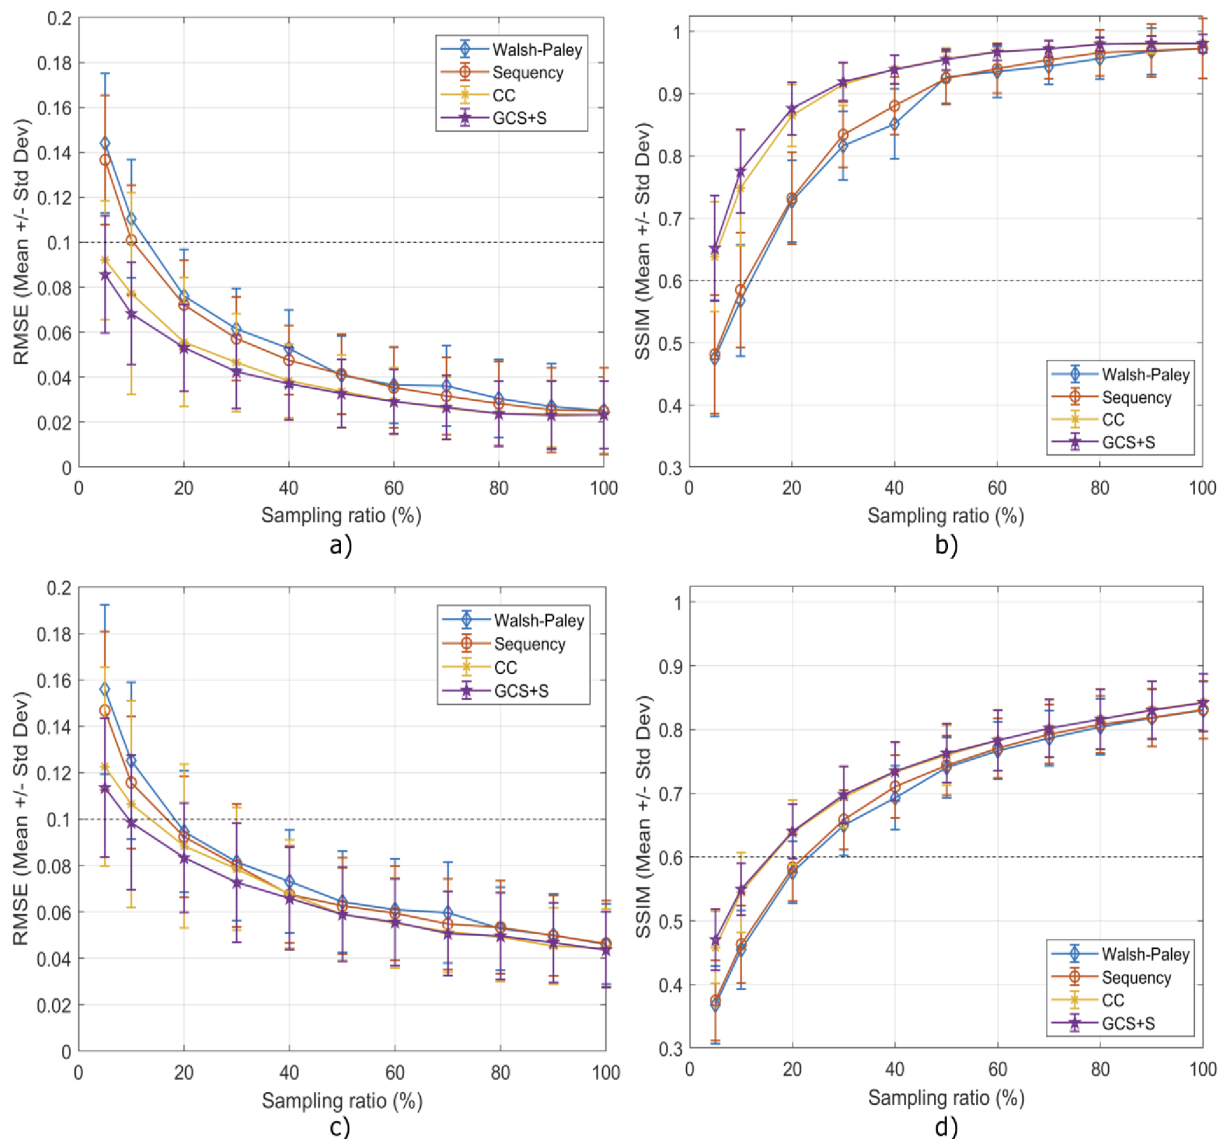 0.2
0.18
0.16
0.14
0.12
0.1
0.08
0.06
0.04
0.02
0
RMSE (Mean +/- Std Dev)
Walsh-Paley
Sequency
CC
GCS+S
0 20 40 60 80 100
Sampling ratio (%)
a)
1
0.9
0.8
0.7
0.6
0.5
0.4
0.3
SSIM (Mean +/- Std Dev)
Walsh-Paley
Sequency
CC
GCS+S
0 20 40 60 80 100
Sampling ratio (%)
b)
0.2
0.18
0.16
0.14
0.12
0.1
0.08
0.06
0.04
0.02
0
RMSE (Mean +/- Std Dev)
Walsh-Paley
Sequency
CC
GCS+S
0 20 40 60 80 100
Sampling ratio (%)
c)
1
0.9
0.8
0.7
0.6
0.5
0.4
0.3
SSIM (Mean +/- Std Dev)
Walsh-Paley
Sequency
CC
GCS+S
0 20 40 60 80 100
Sampling ratio (%)
d)